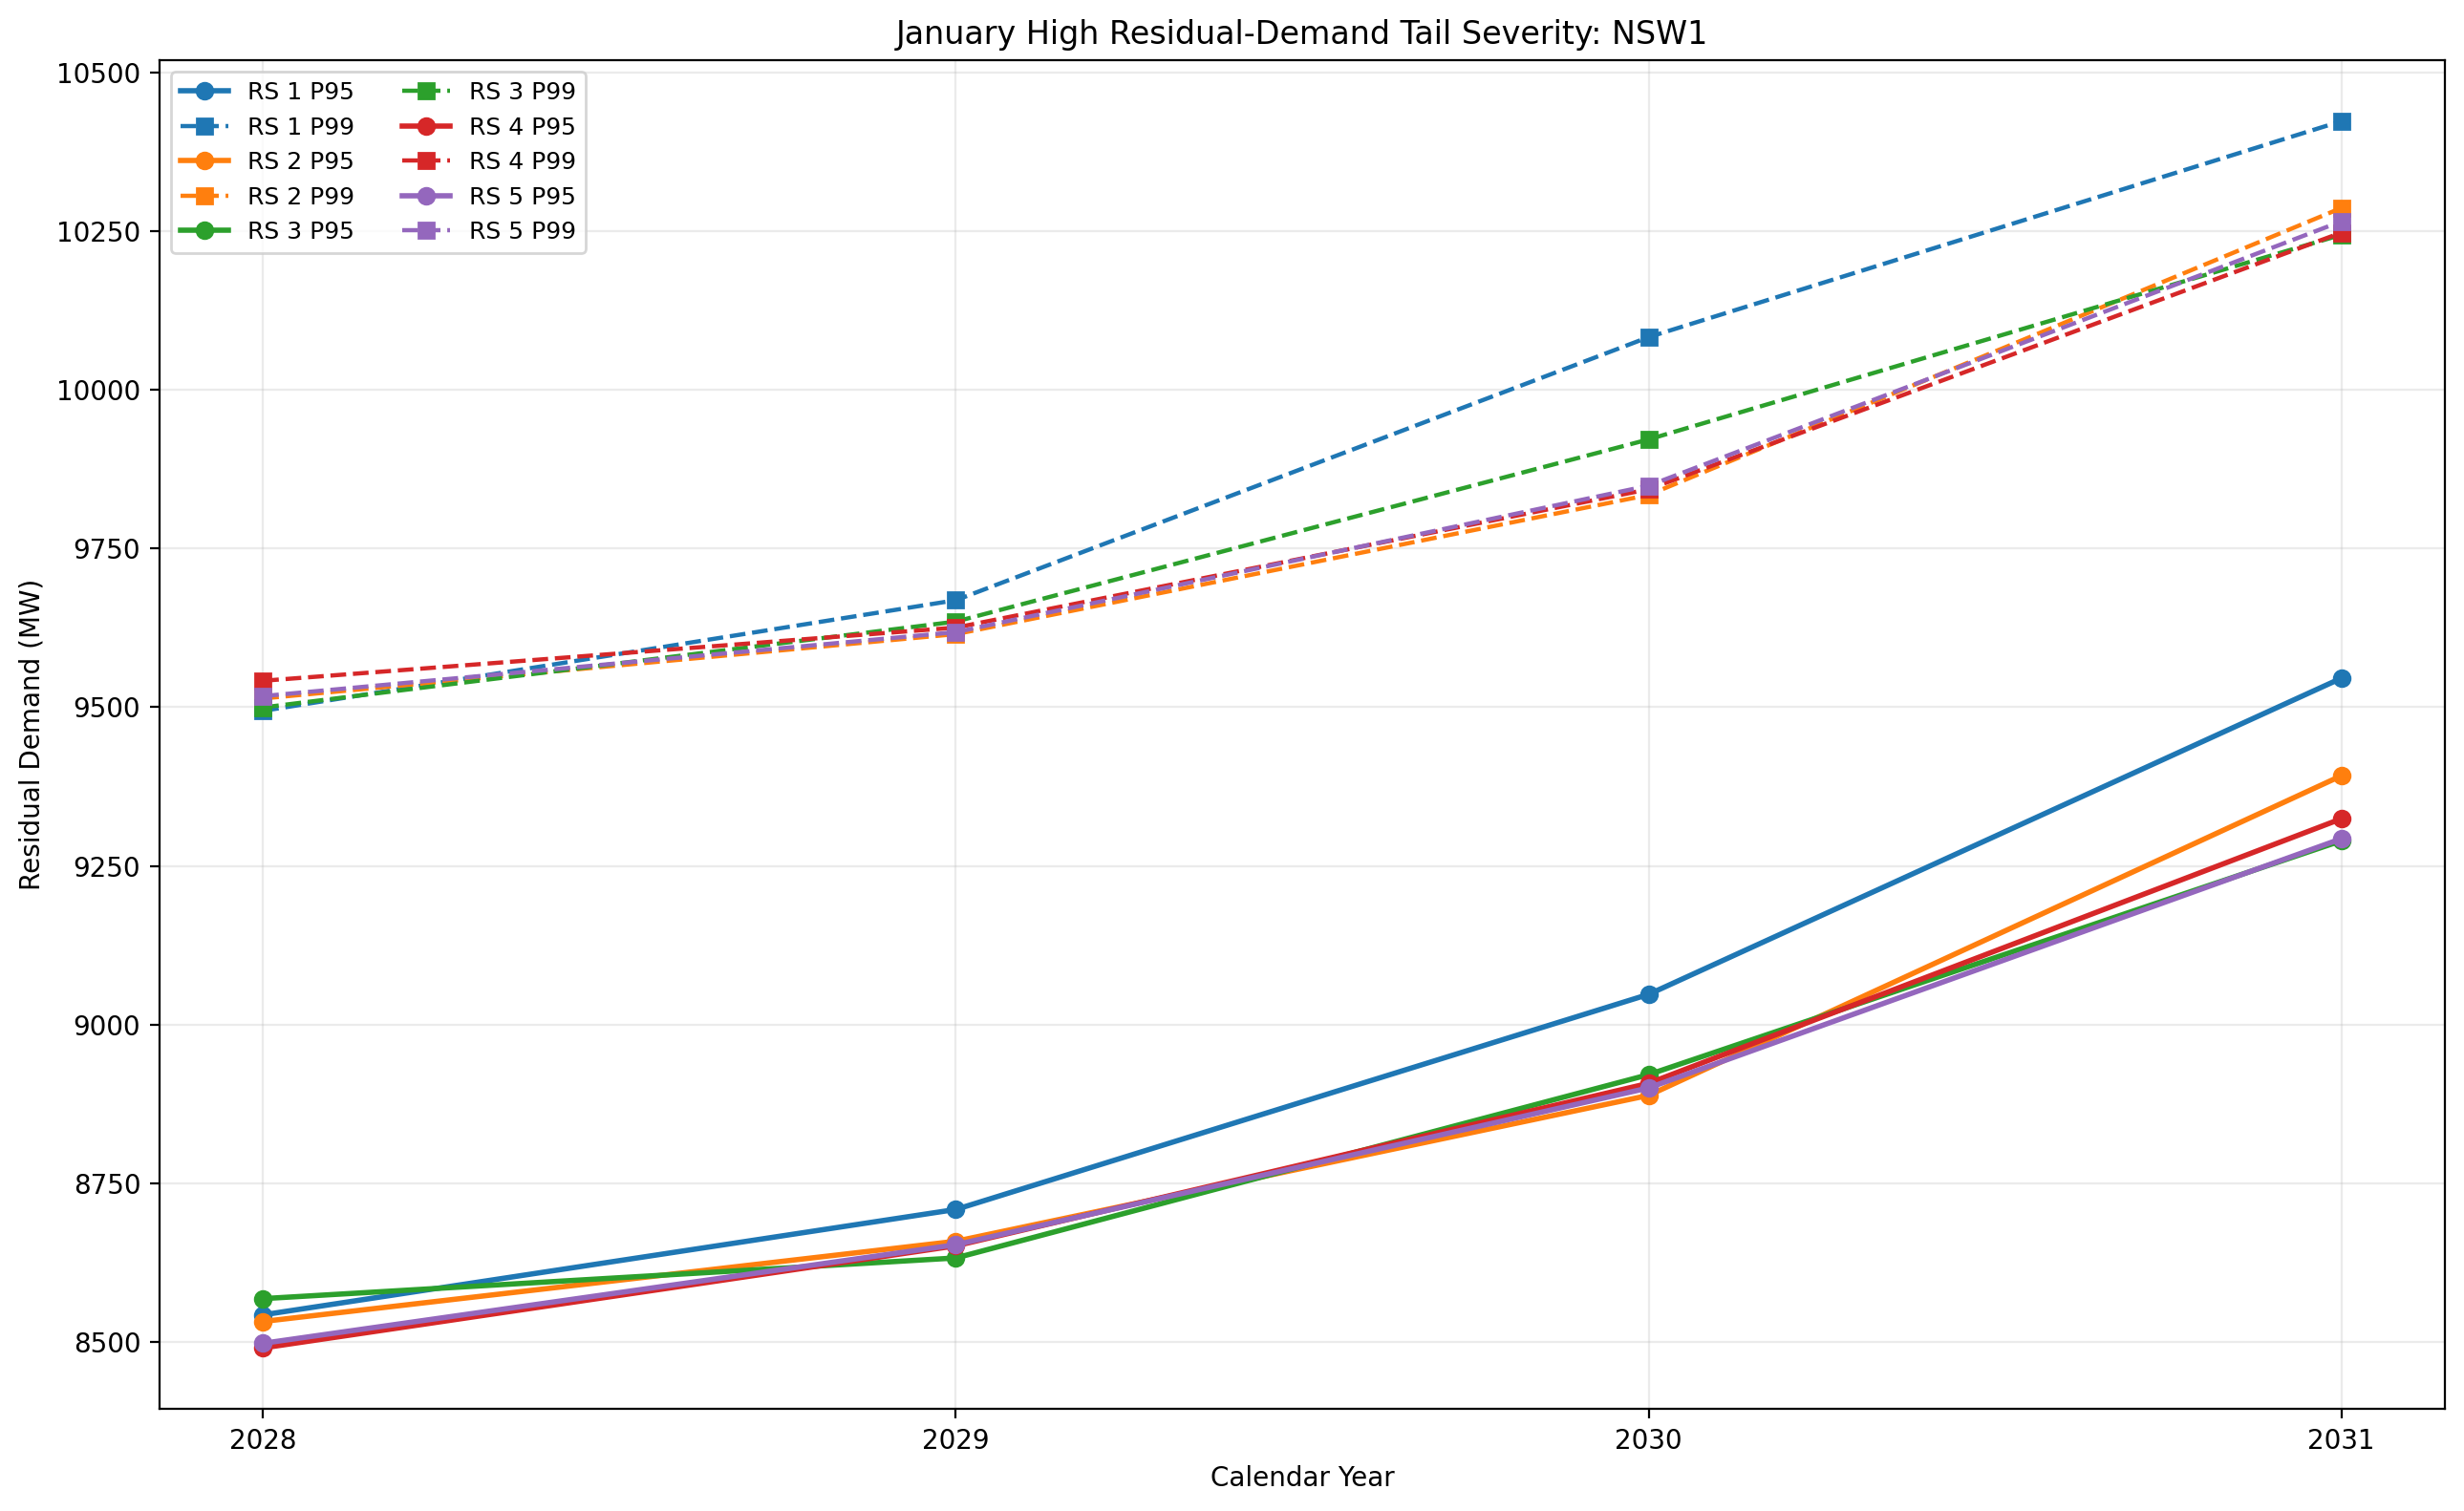 January High Residual-Demand Tail Severity: NSW1
10500
10250
10000
9750
9500
9250
9000
8750
8500
Residual Demand (MW)
RS 1 P95
RS 1 P99
RS 2 P95
RS 2 P99
RS 3 P95
RS 3 P99
RS 4 P95
RS 4 P99
RS 5 P95
RS 5 P99
2028 2029 2030 2031
Calendar Year